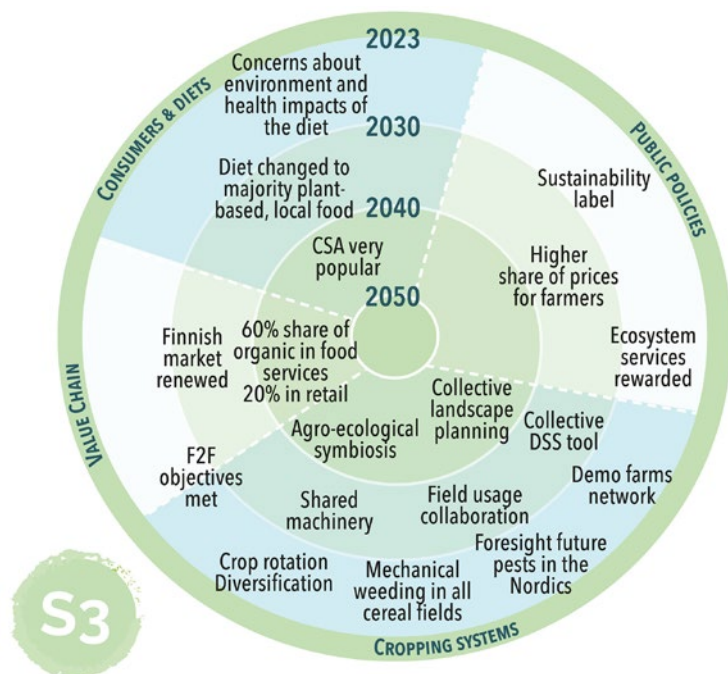 2023
2030
2040
2050
CONSUMERS & DIETS
Concerns about
environment and
health impacts of
the diet
Diet changed to
majority plant-
based, local food
CSA very
popular
PUBLIC POLICIES
Sustainability
label
Higher
share of prices
for farmers
Ecosystem
services
rewarded
VALUE CHAIN
Finnish
market
renewed
60% share of
organic in food
services
20% in retail
F2F
objectives
met
Agro-ecological
symbiosis
Collective
landscape
planning
Collective
DSS tool
Demo farms
network
Shared
machinery
Field usage
collaboration
Foresight future
pests in the
Nordics
Crop rotation
Diversification
Mechanical
weeding in all
cereal fields
CROPPING SYSTEMS
S3